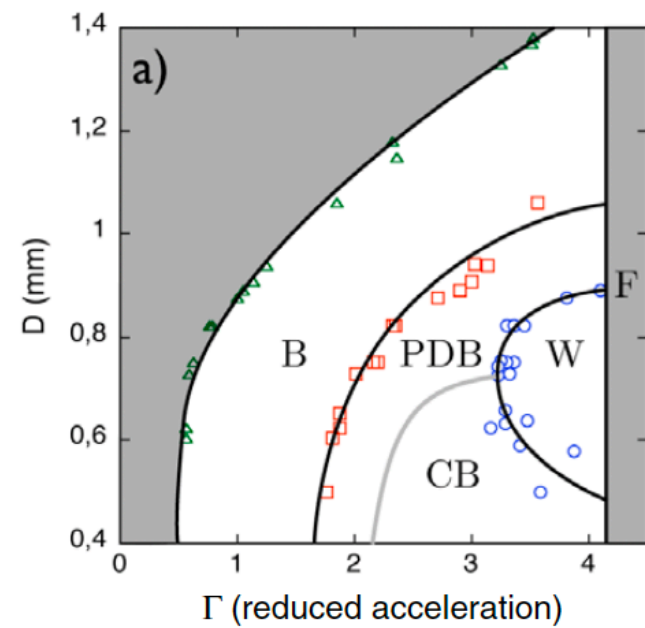 a)
1,4
1,2
1
0,8
0,6
0,4
D (mm)
B
PDB
W
F
CB
0
1
2
3
4
Γ (reduced acceleration)